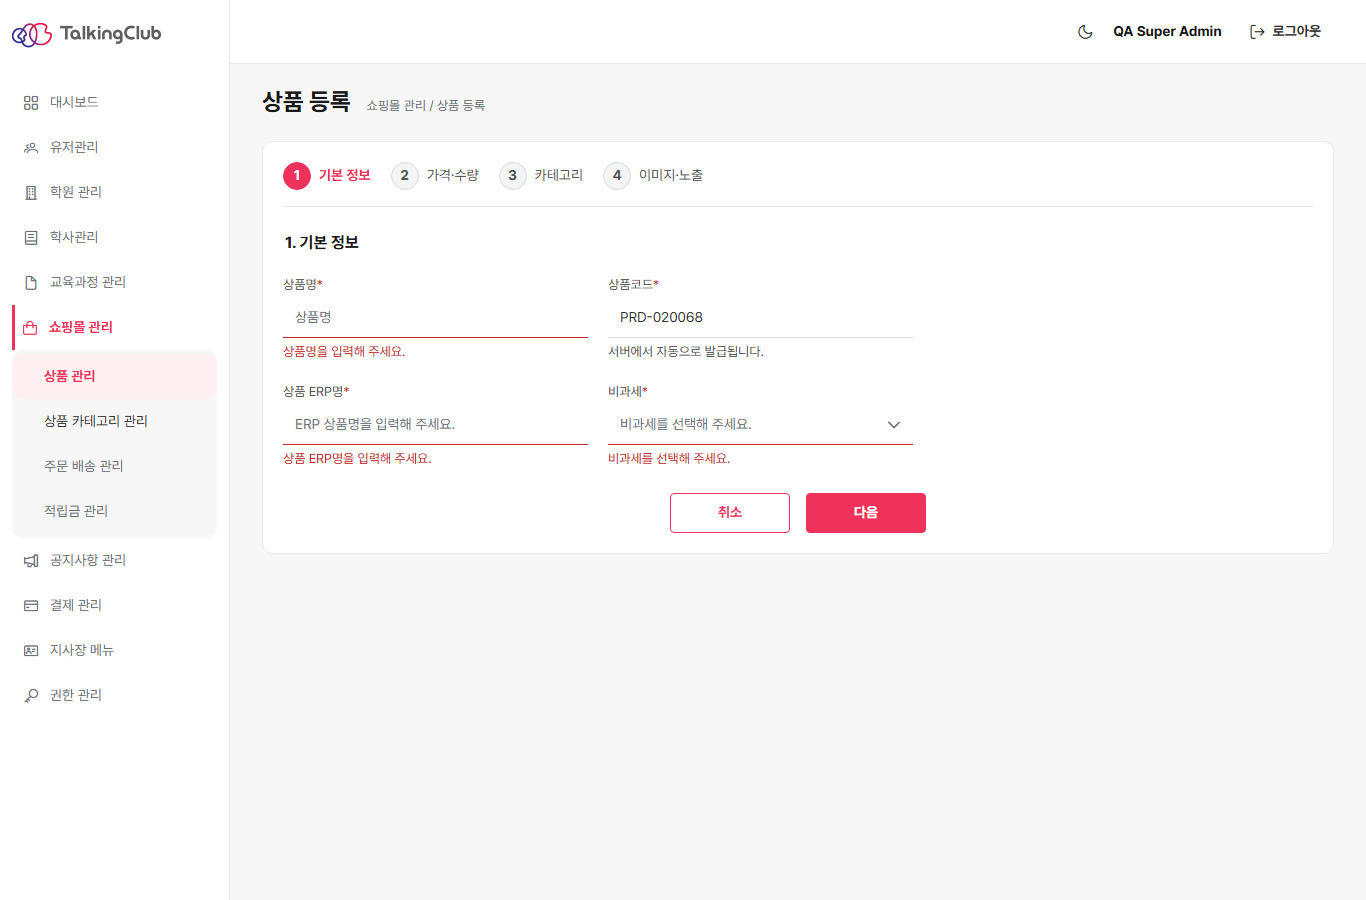 TalkingClub
QA Super Admin
로그아웃
대시보드
유저관리
학원 관리
학사관리
교육과정 관리
쇼핑몰 관리
상품 관리
상품 카테고리 관리
주문 배송 관리
적립금 관리
공지사항 관리
결제 관리
지사장 메뉴
권한 관리
상품 등록 쇼핑몰 관리 / 상품 등록
1 기본 정보 2 가격·수량 3 카테고리 4 이미지·노출
1. 기본 정보
상품명* 상품코드*
상품명 PRD-020068
상품명을 입력해 주세요. 서버에서 자동으로 발급됩니다.
상품 ERP명* 비과세*
ERP 상품명을 입력해 주세요. 비과세를 선택해 주세요.
상품 ERP명을 입력해 주세요. 비과세를 선택해 주세요.
취소 다음